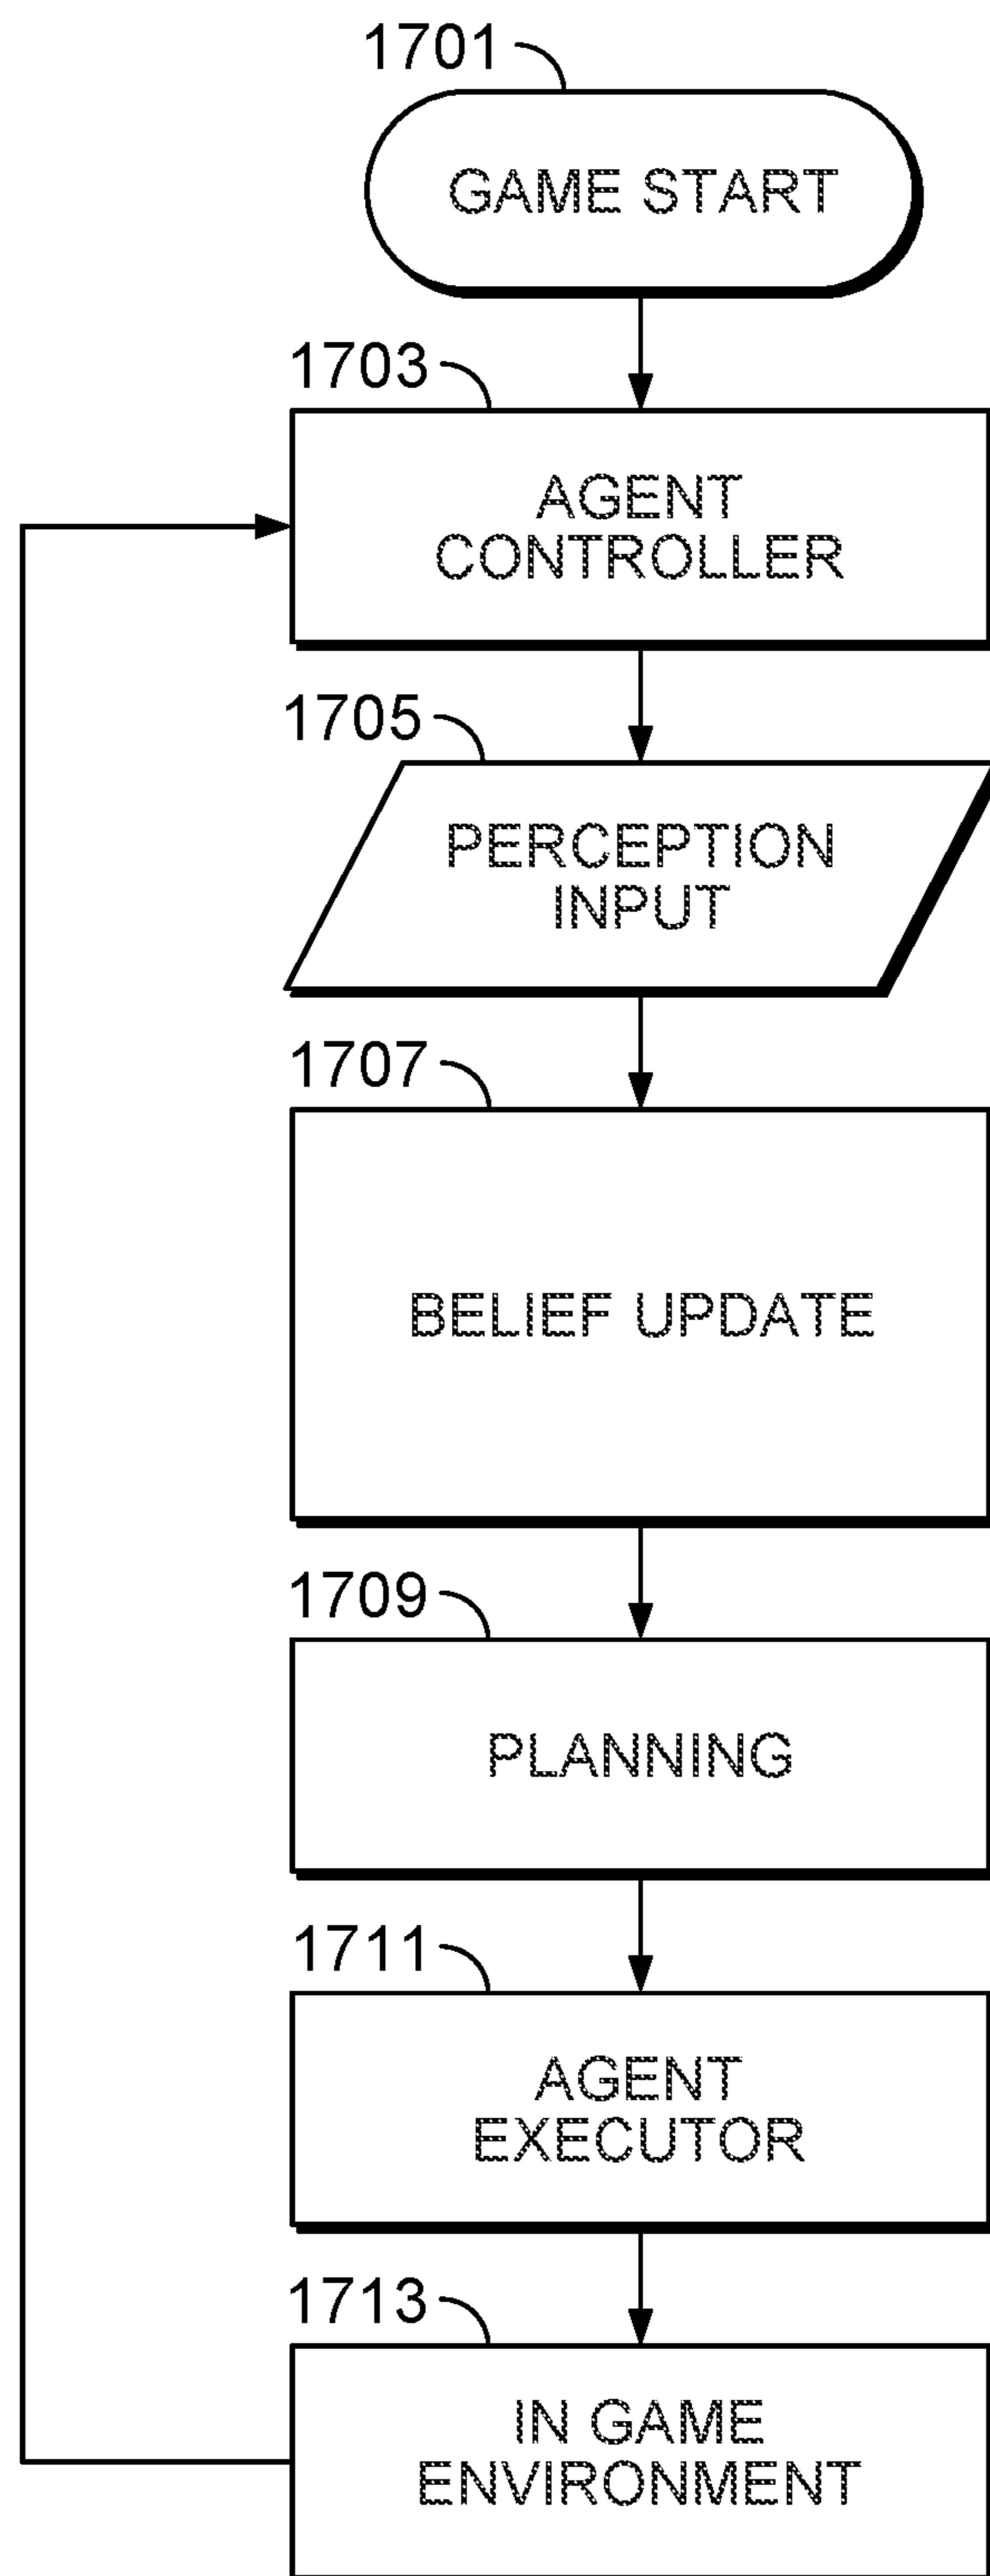 1701
GAME START
1703
AGENT
CONTROLLER
1705
PERCEPTION
INPUT
1707
BELIEF UPDATE
1709
PLANNING
1711
AGENT
EXECUTOR
1713
IN GAME
ENVIRONMENT